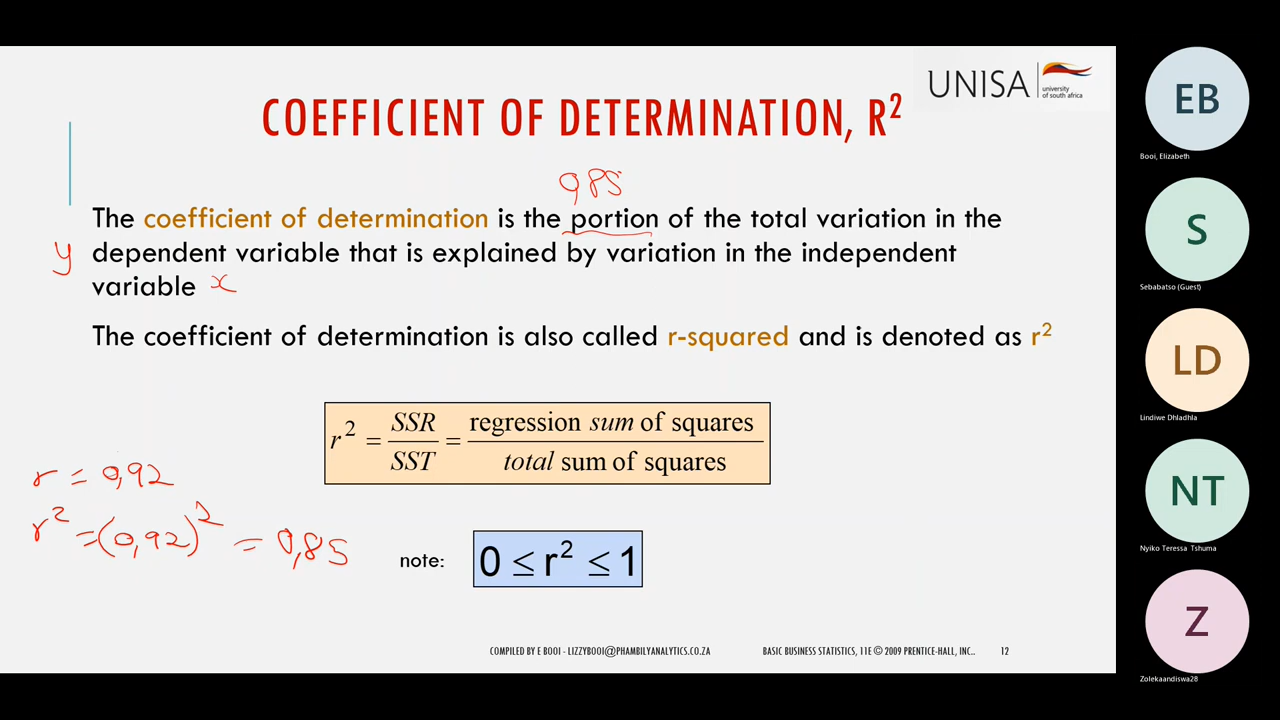 UNISA
university
of south africa
COEFFICIENT OF DETERMINATION, R²
0,85
The coefficient of determination is the portion of the total variation in the
y
dependent variable that is explained by variation in the independent
variable x
The coefficient of determination is also called r-squared and is denoted as r²
r² = SSR / SST = regression sum of squares / total sum of squares
r = 0,92
r² = (0,92)² = 0,85
note: 0 ≤ r² ≤ 1
COMPILED BY E BOOI - LIZZYBOOI@PHAMBILYANALYTICS.CO.ZA
BASIC BUSINESS STATISTICS, 11E © 2009 PRENTICE-HALL, INC..
12
EB
Booi, Elizabeth
S
Sebabatso (Guest)
LD
Lindiwe Dhladhla
NT
Nyiko Teressa Tshuma
Z
Zolekaandiswa28